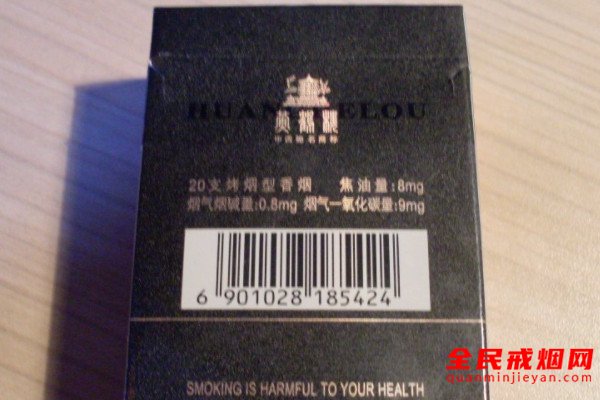 HUANGHELOU
黄鹤楼
20支烤烟型香烟 焦油量:8mg
烟气烟碱量:0.8mg 烟气一氧化碳量:9mg
6 901028 185424
SMOKING IS HARMFUL TO YOUR HEALTH
全民戒烟网
quanminjieyan.com